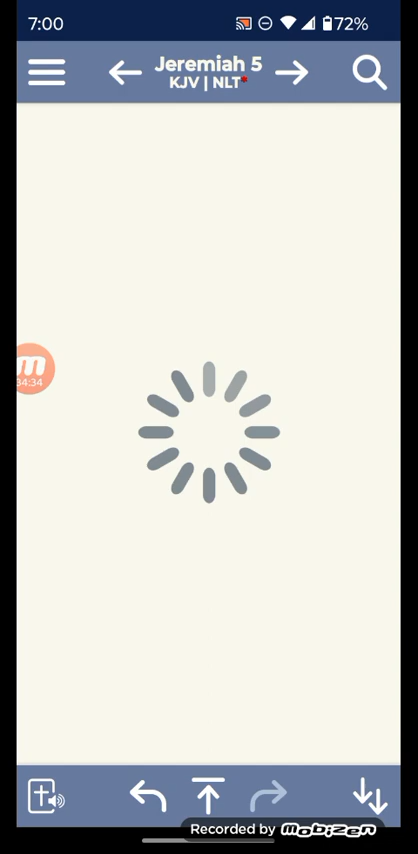 7:00
72%
Jeremiah 5
KJV | NLT*
m
34:34
Recorded by mobizen